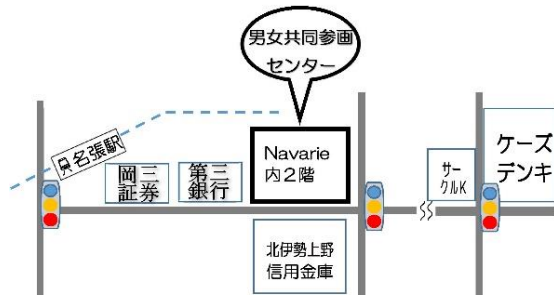 男女共同参画
センター
名張駅
岡三
証券
第三
銀行
Navarie
内2階
サー
クルK
ケーズ
デンキ
北伊勢上野
信用金庫